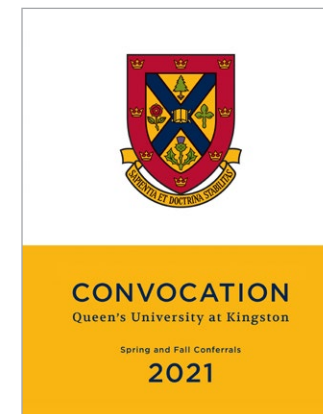 SAPIENTIA ET DOCTRINA STABILITAS
CONVOCATION
Queen's University at Kingston
Spring and Fall Conferrals
2021